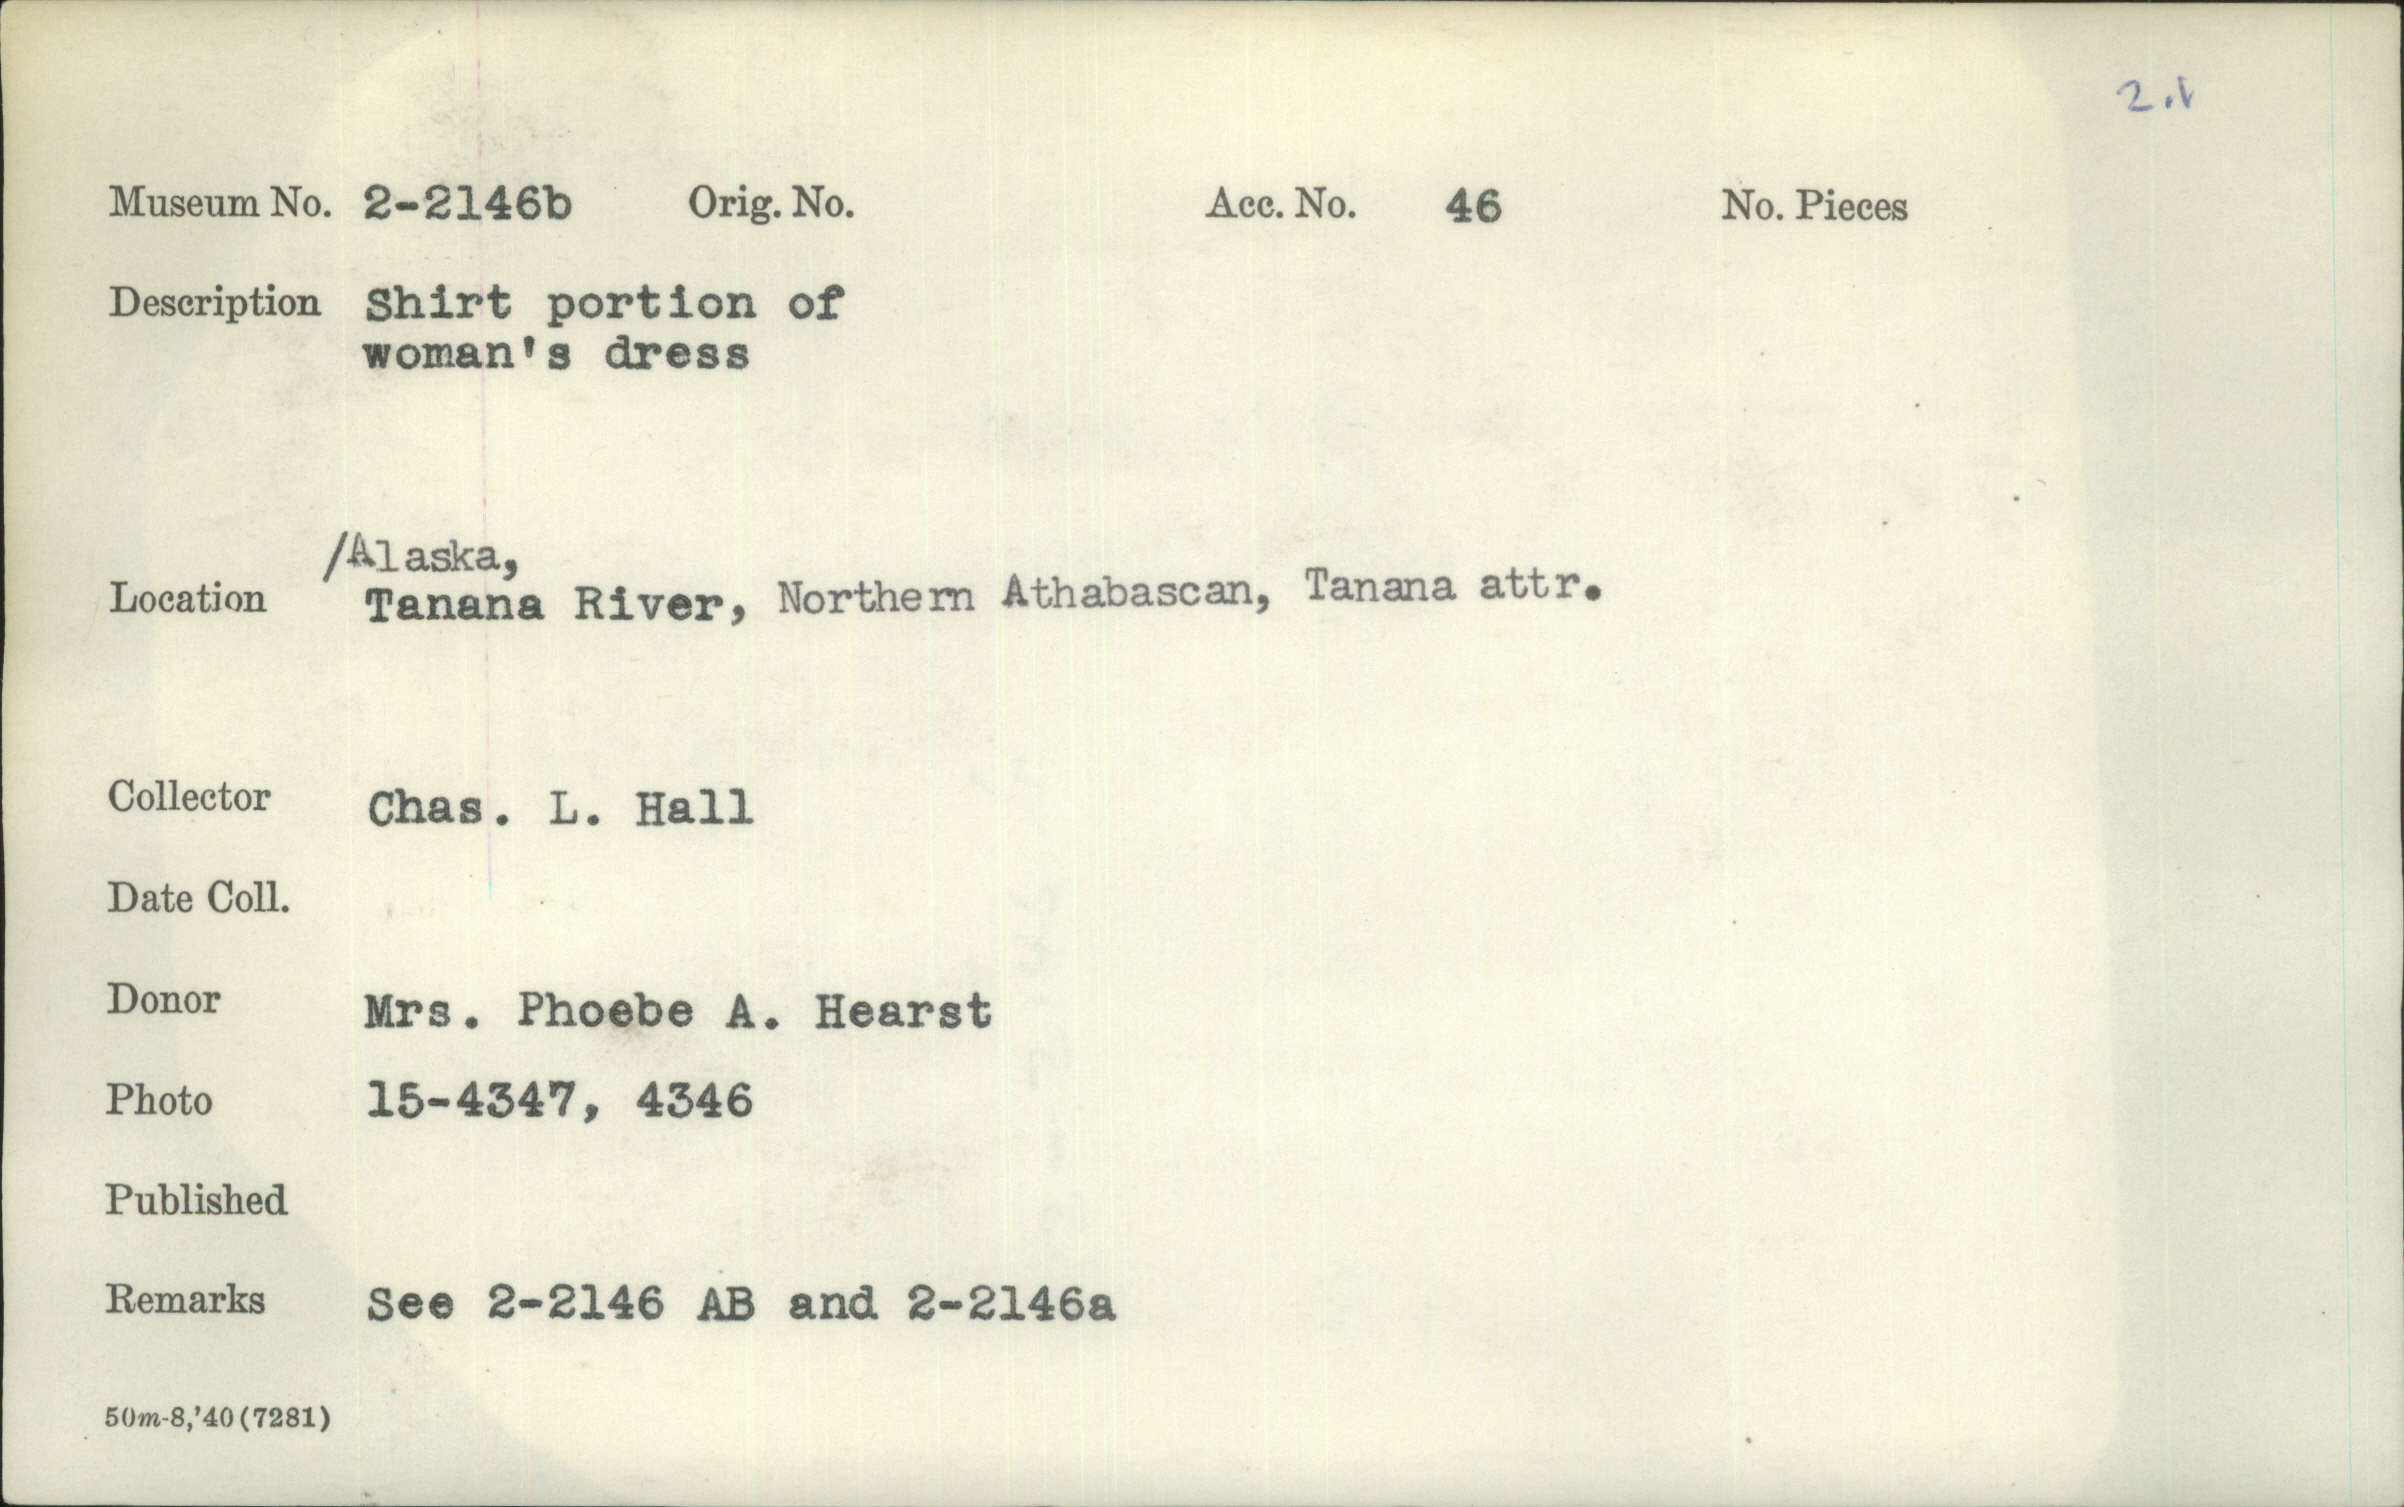 2.1
Museum No. 2-2146b Orig. No. Acc. No. 46 No. Pieces
Description Shirt portion of
woman's dress
/Alaska,
Location Tanana River, Northern Athabascan, Tanana attr.
Collector Chas. L. Hall
Date Coll.
Donor Mrs. Phoebe A. Hearst
Photo 15-4347, 4346
Published
Remarks See 2-2146 AB and 2-2146a
50m-8,'40(7281)